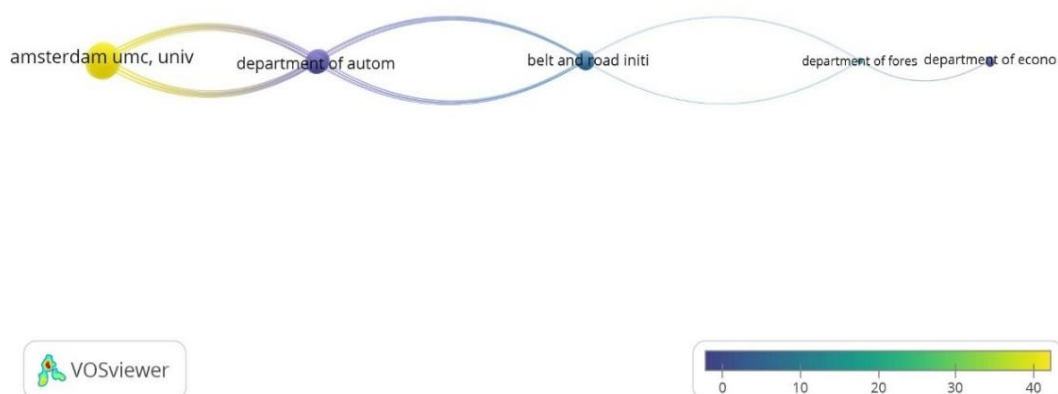 amsterdam umc, univ
department of autom
belt and road initi
department of fores
department of econo
VOSviewer
0 10 20 30 40